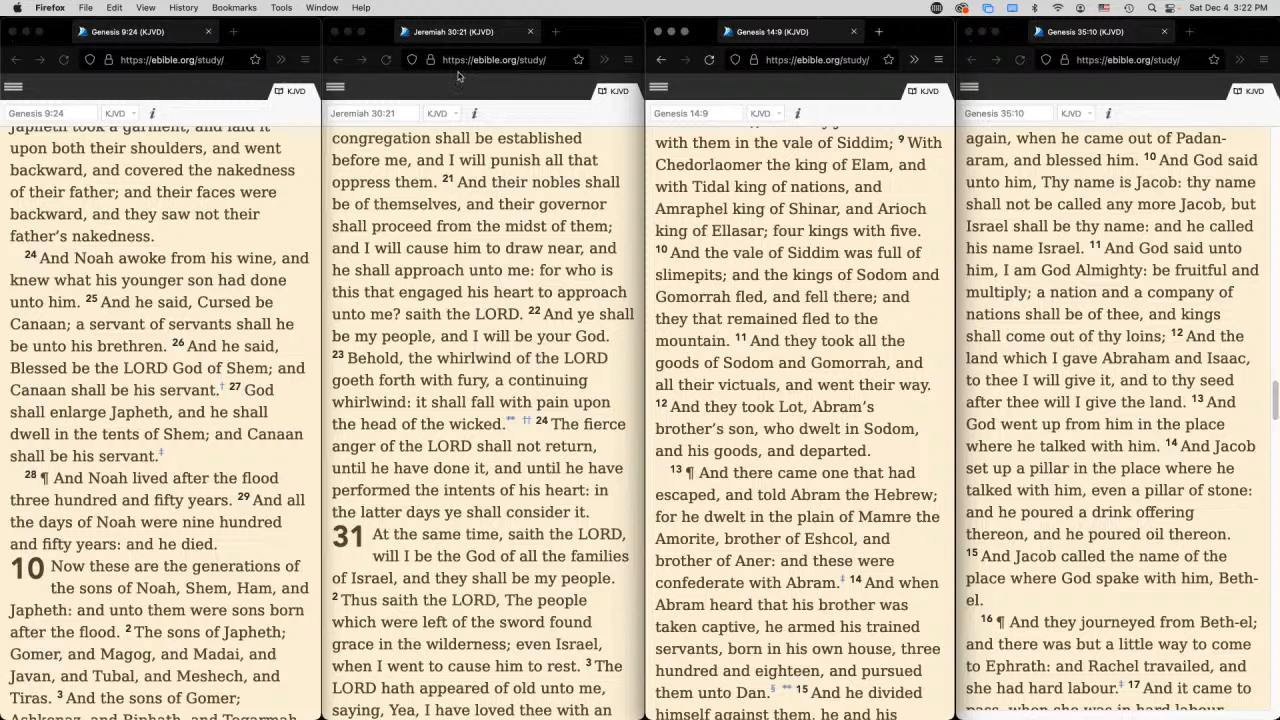 Firefox File Edit View History Bookmarks Tools Window Help Sat Dec 4 3:22 PM
Genesis 9:24 (KJVD)
https://ebible.org/study/
KJVD
Genesis 9:24 KJVD i
Japheth took a garment, and laid it
upon both their shoulders, and went
backward, and covered the nakedness
of their father; and their faces were
backward, and they saw not their
father's nakedness.
24 And Noah awoke from his wine, and
knew what his younger son had done
unto him. 25 And he said, Cursed be
Canaan; a servant of servants shall he
be unto his brethren. 26 And he said,
Blessed be the LORD God of Shem; and
Canaan shall be his servant.† 27 God
shall enlarge Japheth, and he shall
dwell in the tents of Shem; and Canaan
shall be his servant.‡
28 ¶ And Noah lived after the flood
three hundred and fifty years. 29 And all
the days of Noah were nine hundred
and fifty years: and he died.
10 Now these are the generations of
the sons of Noah, Shem, Ham, and
Japheth: and unto them were sons born
after the flood. 2 The sons of Japheth;
Gomer, and Magog, and Madai, and
Javan, and Tubal, and Meshech, and
Tiras. 3 And the sons of Gomer;
Ashkenaz, and Riphath, and Togarmah
Jeremiah 30:21 (KJVD)
https://ebible.org/study/
KJVD
Jeremiah 30:21 KJVD i
congregation shall be established
before me, and I will punish all that
oppress them. 21 And their nobles shall
be of themselves, and their governor
shall proceed from the midst of them;
and I will cause him to draw near, and
he shall approach unto me: for who is
this that engaged his heart to approach
unto me? saith the LORD. 22 And ye shall
be my people, and I will be your God.
23 Behold, the whirlwind of the LORD
goeth forth with fury, a continuing
whirlwind: it shall fall with pain upon
the head of the wicked.** †† 24 The fierce
anger of the LORD shall not return,
until he have done it, and until he have
performed the intents of his heart: in
the latter days ye shall consider it.
31 At the same time, saith the LORD,
will I be the God of all the families
of Israel, and they shall be my people.
2 Thus saith the LORD, The people
which were left of the sword found
grace in the wilderness; even Israel,
when I went to cause him to rest. 3 The
LORD hath appeared of old unto me,
saying, Yea, I have loved thee with an
Genesis 14:9 (KJVD)
https://ebible.org/study/
KJVD
Genesis 14:9 KJVD i
with them in the vale of Siddim; 9 With
Chedorlaomer the king of Elam, and
with Tidal king of nations, and
Amraphel king of Shinar, and Arioch
king of Ellasar; four kings with five.
10 And the vale of Siddim was full of
slimepits; and the kings of Sodom and
Gomorrah fled, and fell there; and
they that remained fled to the
mountain. 11 And they took all the
goods of Sodom and Gomorrah, and
all their victuals, and went their way.
12 And they took Lot, Abram's
brother's son, who dwelt in Sodom,
and his goods, and departed.
13 ¶ And there came one that had
escaped, and told Abram the Hebrew;
for he dwelt in the plain of Mamre the
Amorite, brother of Eshcol, and
brother of Aner: and these were
confederate with Abram.‡ 14 And when
Abram heard that his brother was
taken captive, he armed his trained
servants, born in his own house, three
hundred and eighteen, and pursued
them unto Dan.§ ** 15 And he divided
himself against them, he and his
Genesis 35:10 (KJVD)
https://ebible.org/study/
KJVD
Genesis 35:10 KJVD i
again, when he came out of Padan-
aram, and blessed him. 10 And God said
unto him, Thy name is Jacob: thy name
shall not be called any more Jacob, but
Israel shall be thy name: and he called
his name Israel. 11 And God said unto
him, I am God Almighty: be fruitful and
multiply; a nation and a company of
nations shall be of thee, and kings
shall come out of thy loins; 12 And the
land which I gave Abraham and Isaac,
to thee I will give it, and to thy seed
after thee will I give the land. 13 And
God went up from him in the place
where he talked with him. 14 And Jacob
set up a pillar in the place where he
talked with him, even a pillar of stone:
and he poured a drink offering
thereon, and he poured oil thereon.
15 And Jacob called the name of the
place where God spake with him, Beth-
el.
16 ¶ And they journeyed from Beth-el;
and there was but a little way to come
to Ephrath: and Rachel travailed, and
she had hard labour.‡ 17 And it came to
pass, when she was in hard labour,